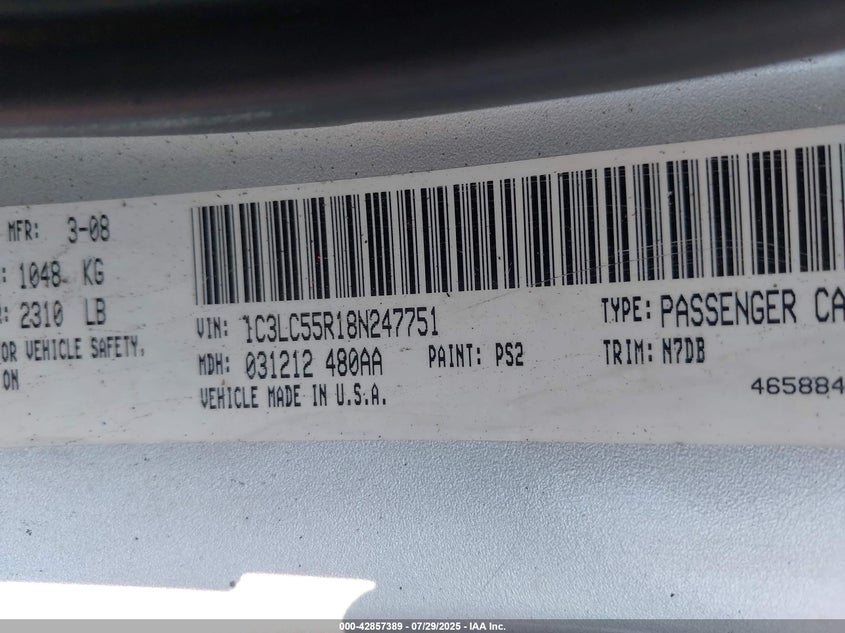 MFR: 3-08
: 1048 KG
: 2310 LB
OR VEHICLE SAFETY,
ON
VIN: 1C3LC55R18N247751
TYPE: PASSENGER CA
MDH: 031212 480AA
PAINT: PS2
TRIM: N7DB
VEHICLE MADE IN U.S.A.
465884
000-42857389 - 07/29/2025 - IAA Inc.